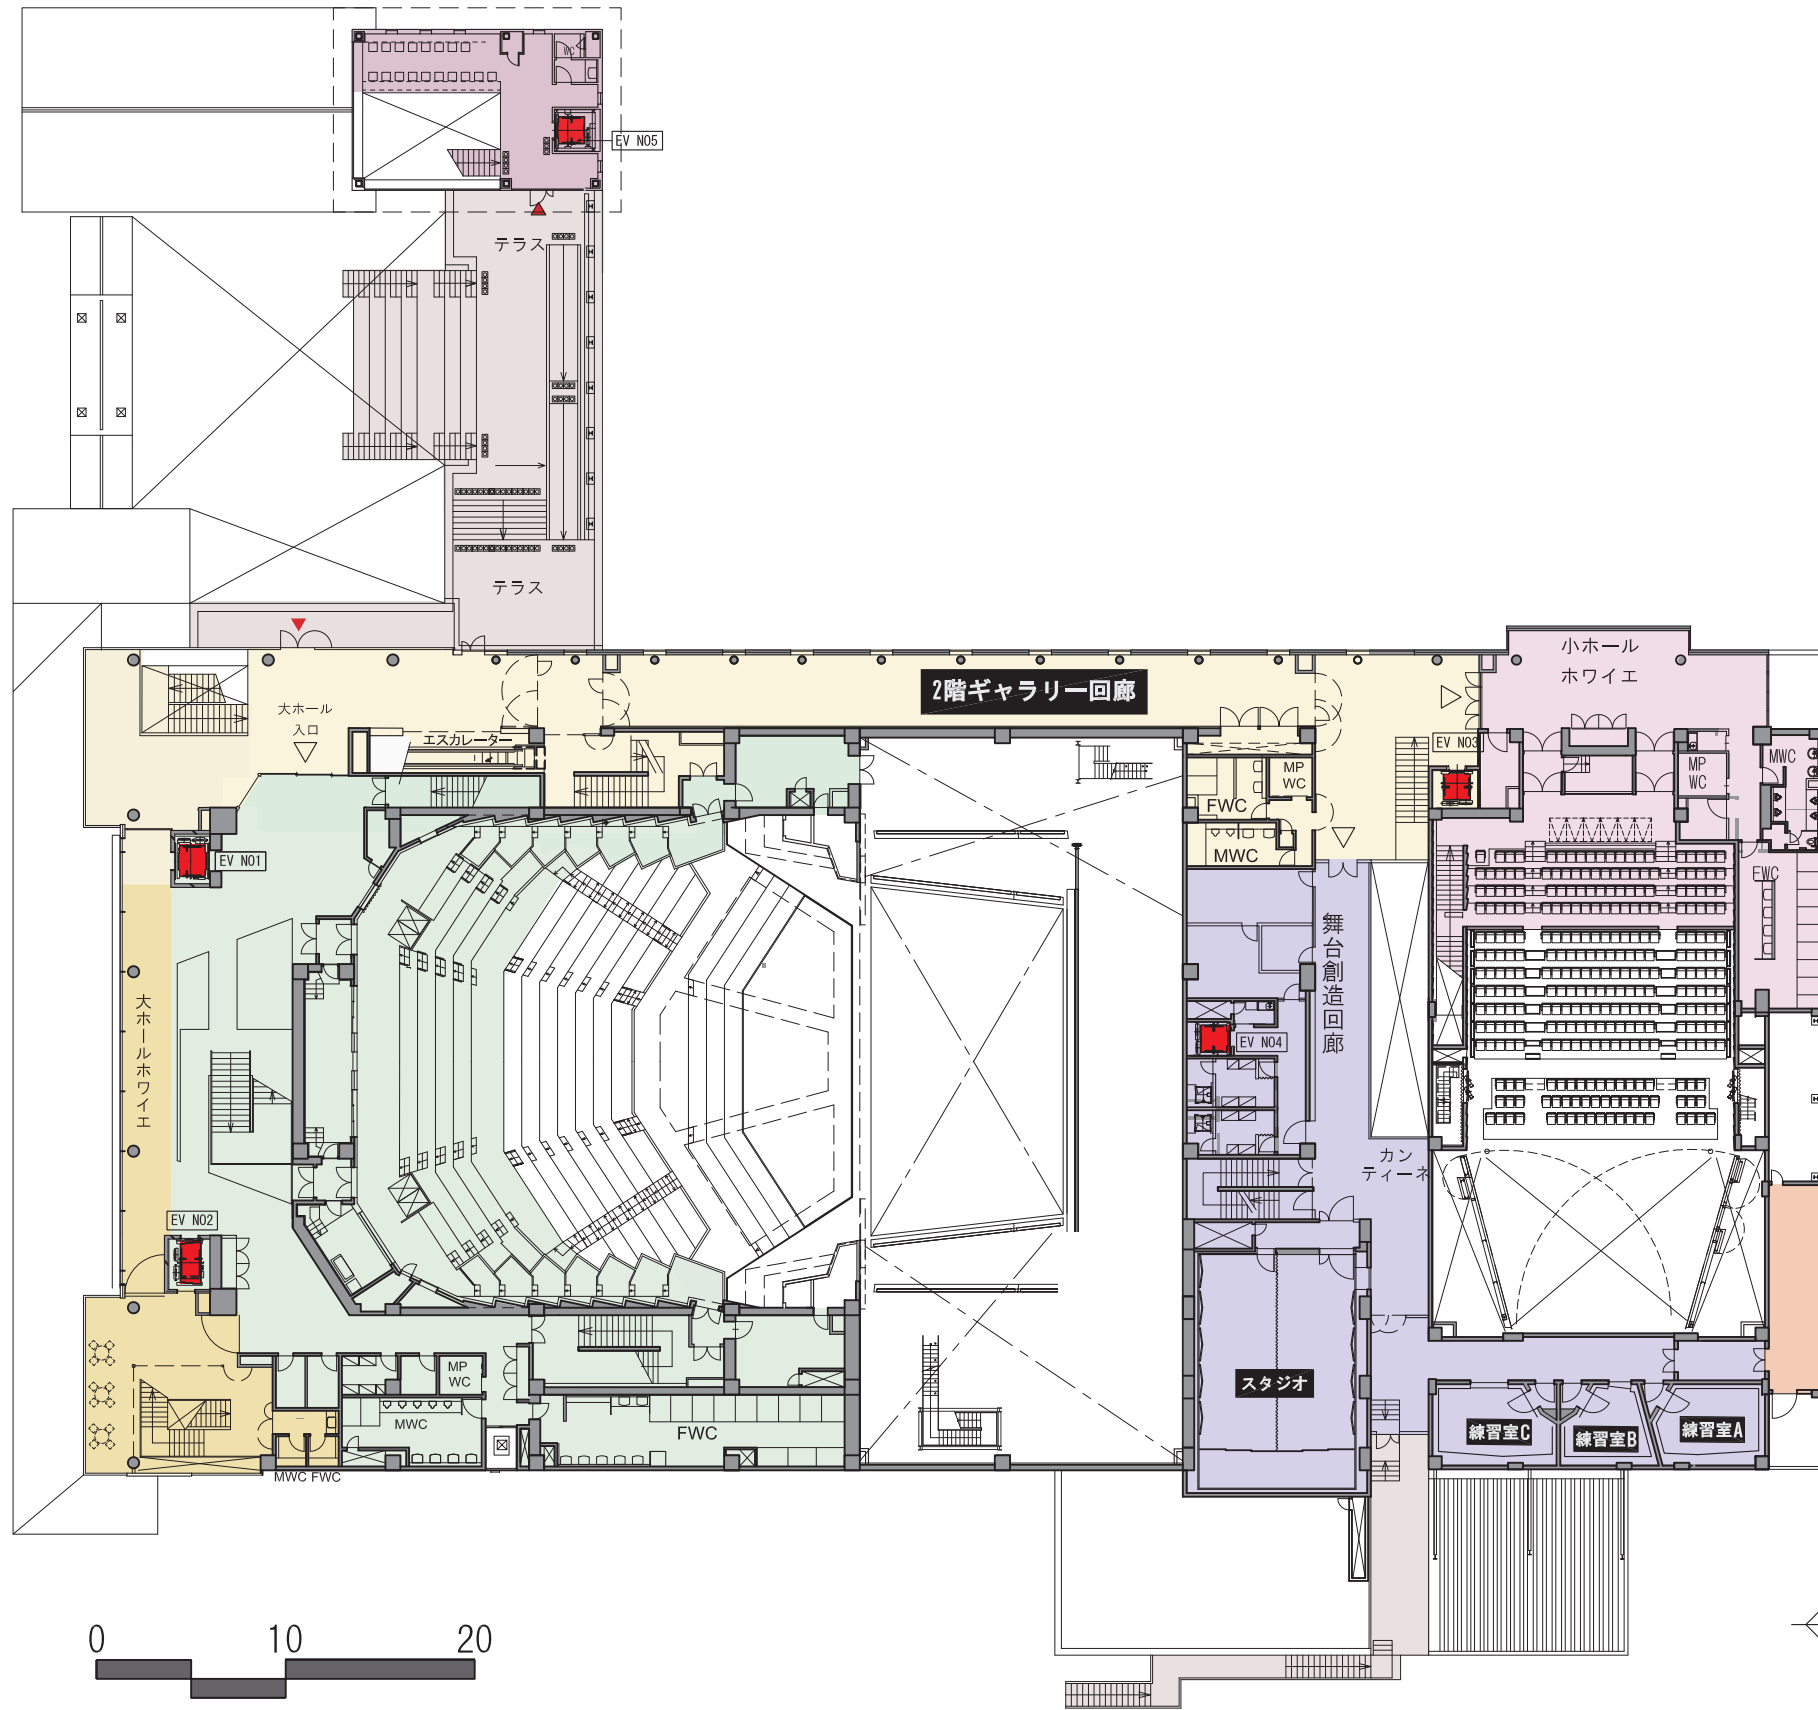 WC
EV NO5
テラス
テラス
小ホール
ホワイエ
2階ギャラリー回廊
大ホール
入口
エスカレーター
EV NO3
MWC
MP
WC
MP
WC
FWC
MWC
EV NO1
FWC
舞台創造回廊
大ホールホワイエ
EV NO4
カン
ティーネ
EV NO2
MP
WC
スタジオ
MWC
FWC
練習室C
練習室B
練習室A
MWC FWC
0 10 20